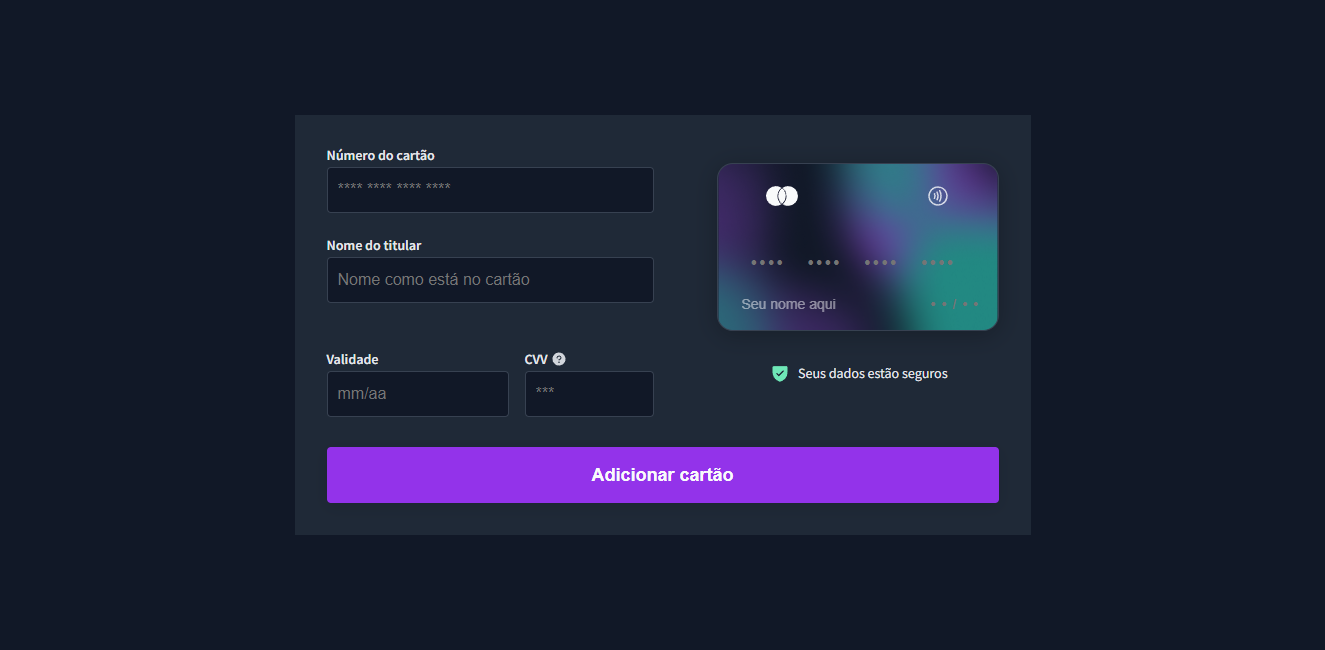 Número do cartão
**** **** **** ****
Nome do titular
Nome como está no cartão
Validade
CVV ?
mm/aa
***
•••• •••• •••• ••••
Seu nome aqui
••/••
Seus dados estão seguros
Adicionar cartão